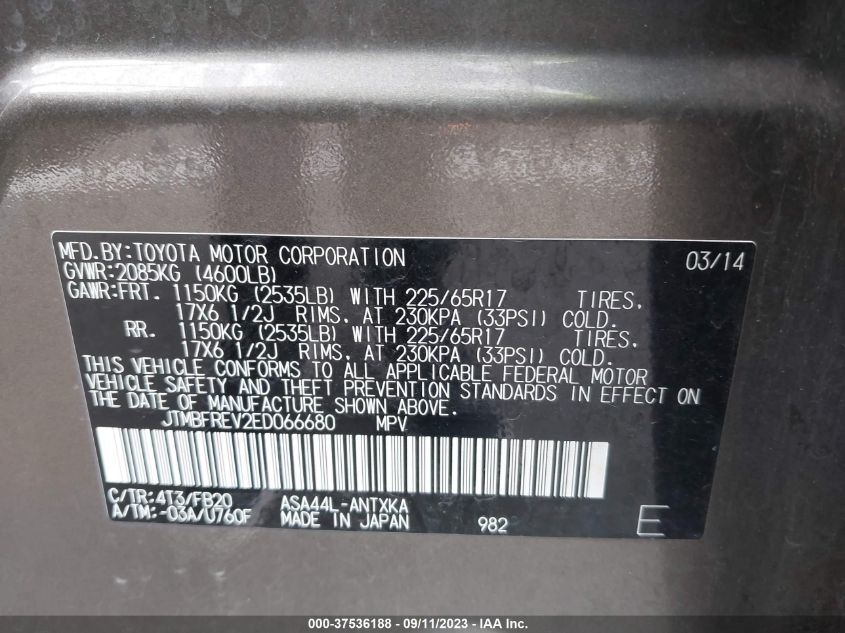 MFD.BY:TOYOTA MOTOR CORPORATION 03/14
GVWR:2085KG (4600LB)
GAWR:FRT. 1150KG (2535LB) WITH 225/65R17 TIRES,
17X6 1/2J RIMS, AT 230KPA (33PSI) COLD.
RR. 1150KG (2535LB) WITH 225/65R17 TIRES,
17X6 1/2J RIMS, AT 230KPA (33PSI) COLD.
THIS VEHICLE CONFORMS TO ALL APPLICABLE FEDERAL MOTOR
VEHICLE SAFETY AND THEFT PREVENTION STANDARDS IN EFFECT ON
THE DATE OF MANUFACTURE SHOWN ABOVE.
JTMBFREV2ED066680 MPV
C/TR:4T3/FB20 ASA44L-ANTXKA
A/TM:-03A/U760F MADE IN JAPAN 982 E
000-37536188 - 09/11/2023 - IAA Inc.